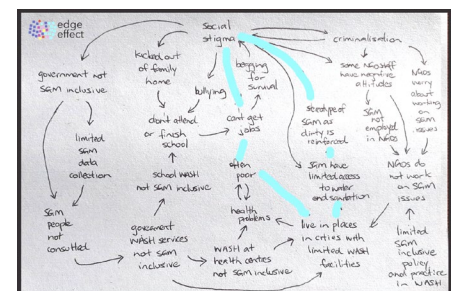 edge
effect
social
stigma
criminalisation
kicked out
of family
home
begging
for
survival
some NGO staff
have negative
attitudes
NGOs
worry
about
working
on
SGM
issues
government not
SGM inclusive
bullying
don't attend
or finish
school
can't get
jobs
stereotype of
SGM as
dirty is
reinforced
SGM
not
employed
in NGOs
limited
SGM
data
collection
school WASH
not SGM inclusive
often
poor
SGM have
limited access
to water
and sanitation
NGOs do
not work
on SGM
issues
SGM
people
not
consulted
government
WASH services
not SGM
inclusive
health
problems
live in places
in cities with
limited WASH
facilities
WASH at
health centres
not SGM inclusive
limited
SGM
inclusive
policy
and practice
in WASH